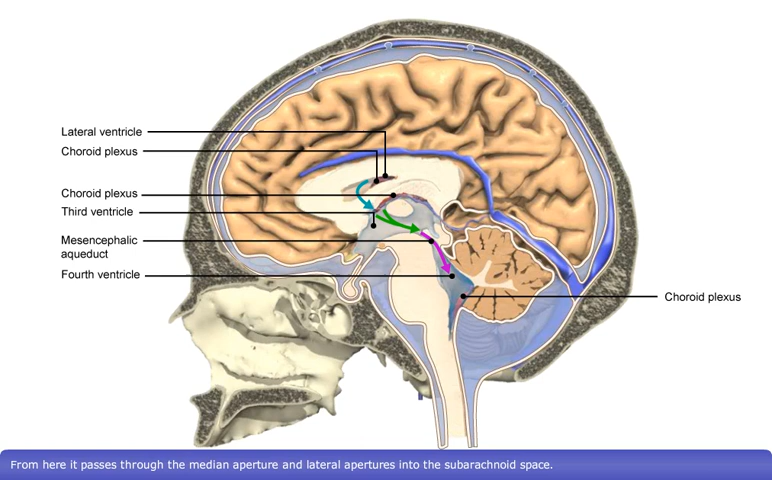 Lateral ventricle
Choroid plexus
Choroid plexus
Third ventricle
Mesencephalic
aqueduct
Fourth ventricle
Choroid plexus
From here it passes through the median aperture and lateral apertures into the subarachnoid space.